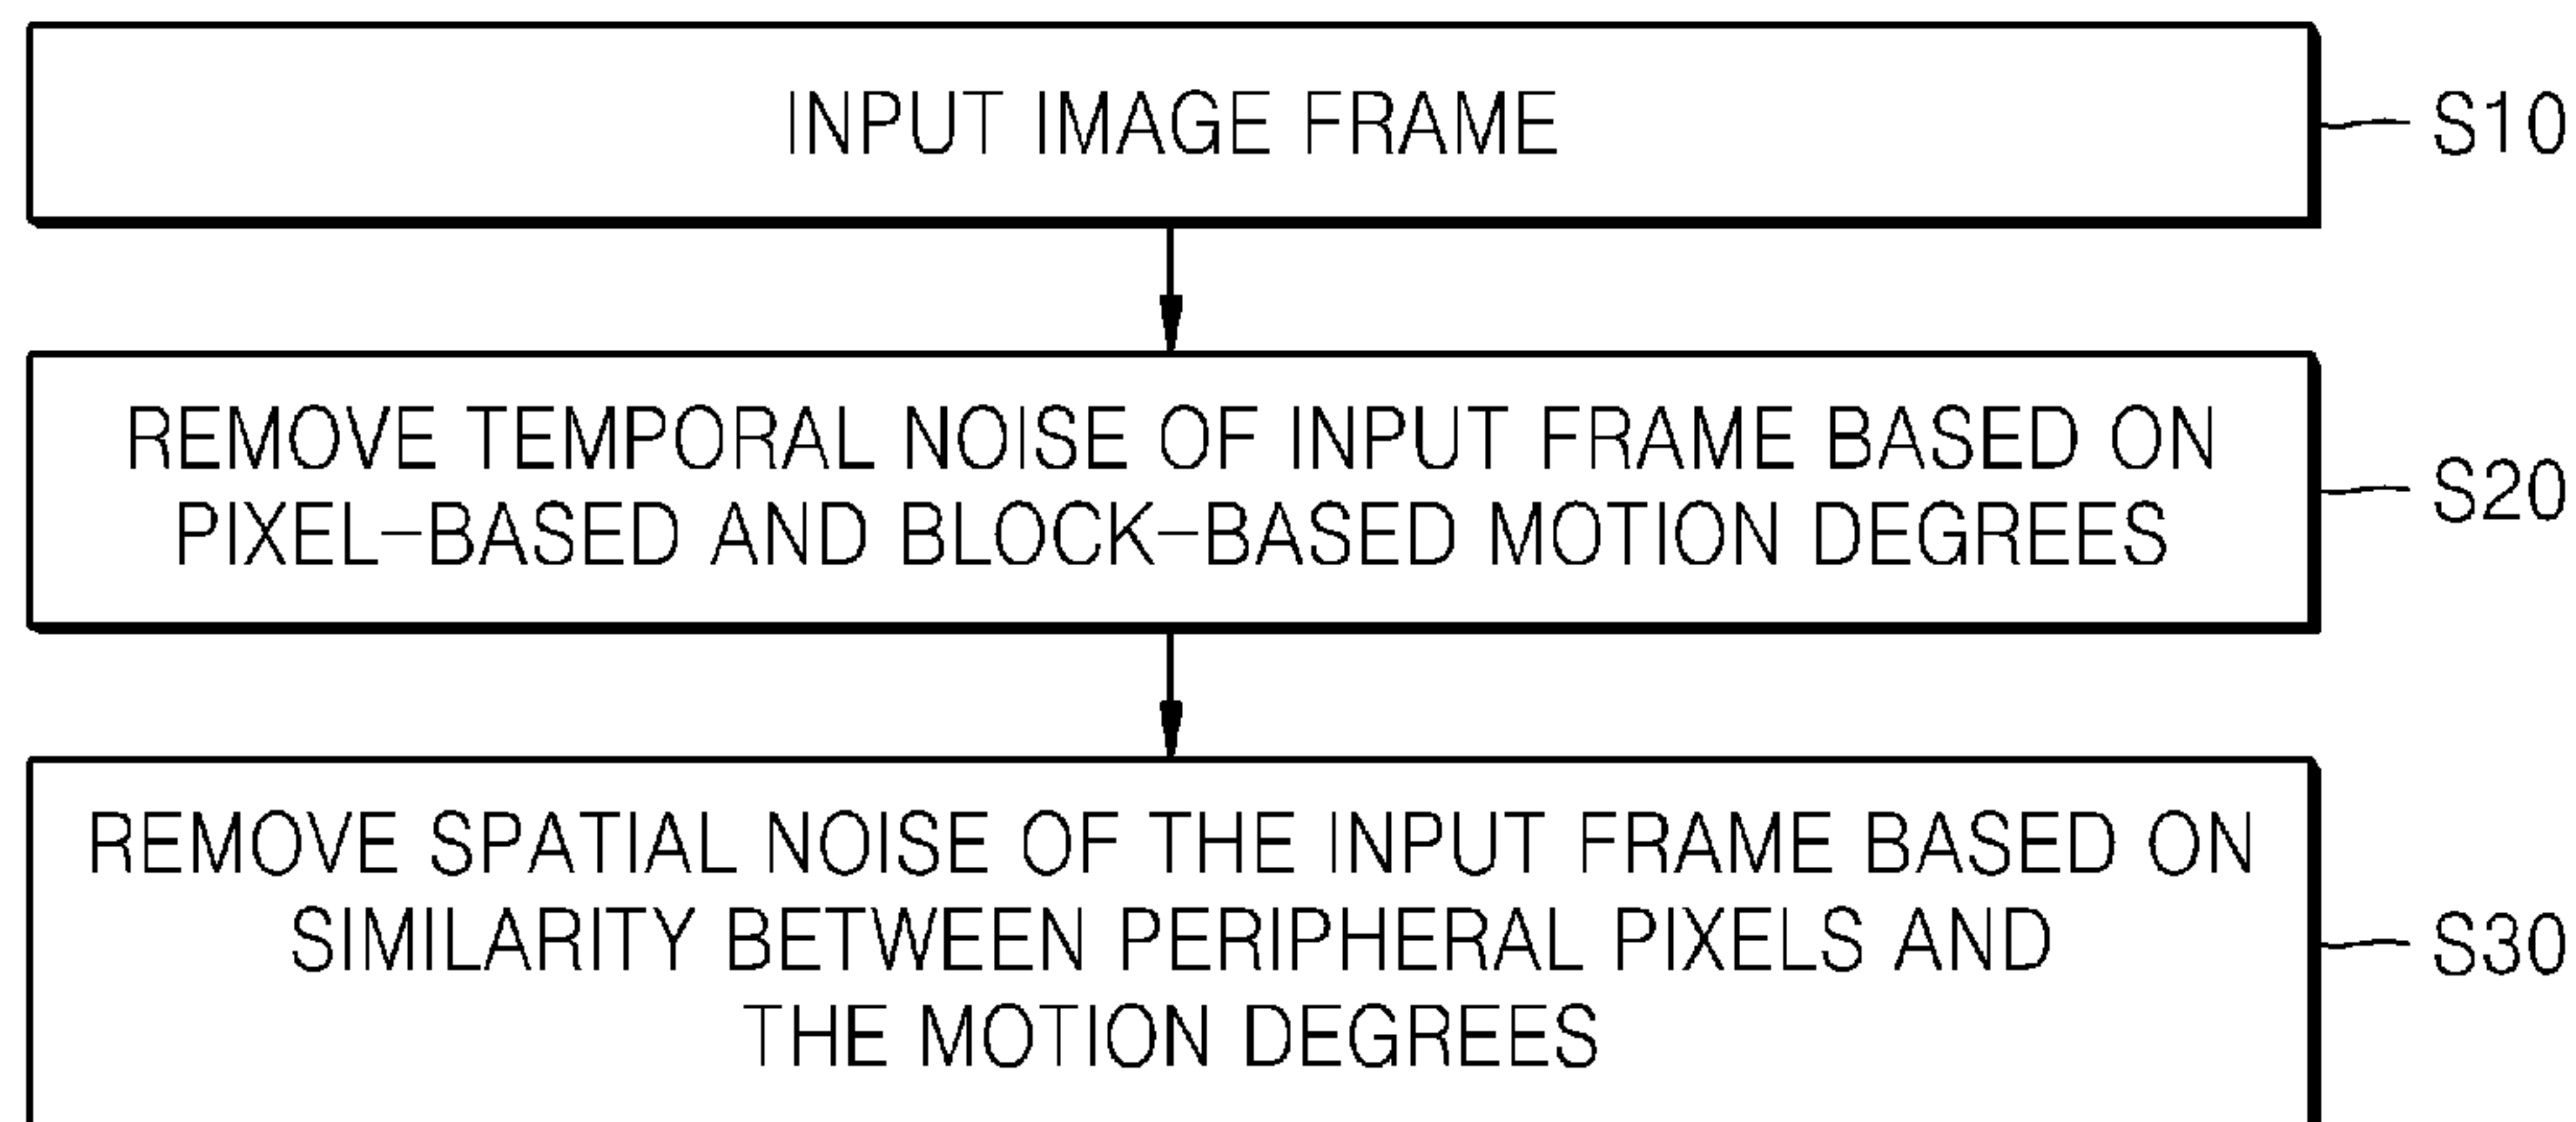 INPUT IMAGE FRAME
S10
REMOVE TEMPORAL NOISE OF INPUT FRAME BASED ON
PIXEL-BASED AND BLOCK-BASED MOTION DEGREES
S20
REMOVE SPATIAL NOISE OF THE INPUT FRAME BASED ON
SIMILARITY BETWEEN PERIPHERAL PIXELS AND
THE MOTION DEGREES
S30